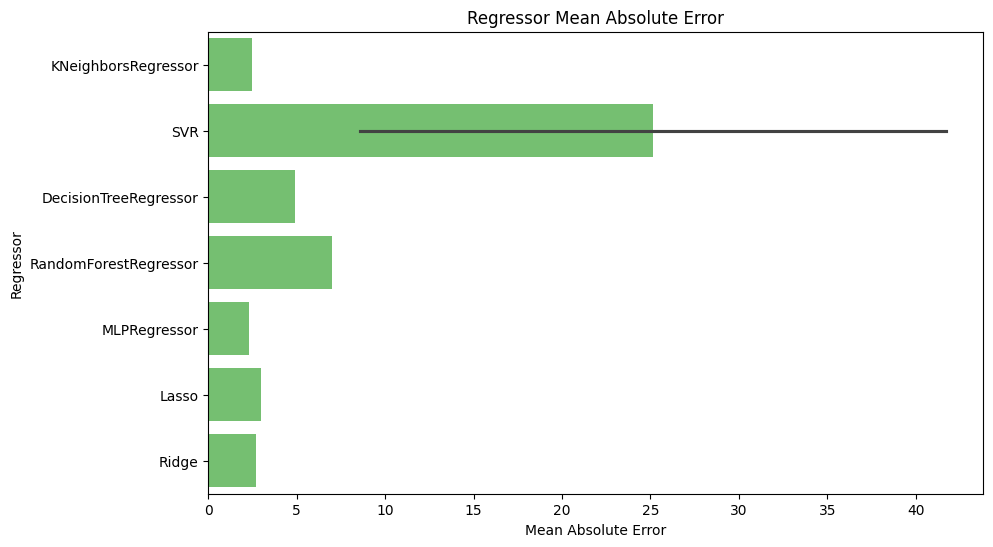 Regressor Mean Absolute Error
KNeighborsRegressor
SVR
DecisionTreeRegressor
RandomForestRegressor
MLPRegressor
Lasso
Ridge
Regressor
0 5 10 15 20 25 30 35 40
Mean Absolute Error